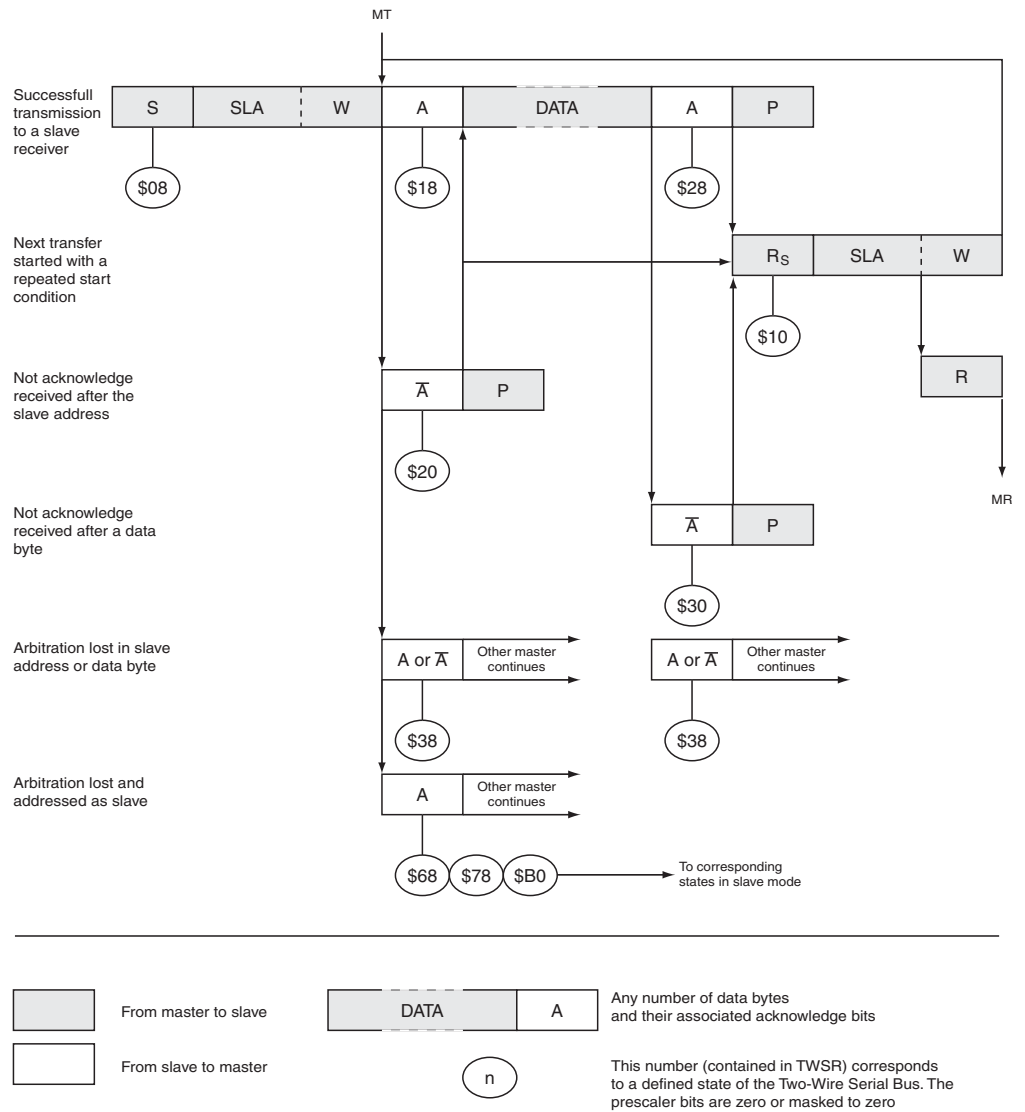 MT
Successfull
transmission
to a slave
receiver
S SLA W A DATA A P
$08 $18 $28
Next transfer
started with a
repeated start
condition
RS SLA W
$10
Not acknowledge
received after the
slave address
A̅ P
R
$20
MR
Not acknowledge
received after a data
byte
A̅ P
$30
Arbitration lost in slave
address or data byte
A or A̅ Other master
continues
A or A̅ Other master
continues
$38 $38
Arbitration lost and
addressed as slave
A Other master
continues
$68 $78 $B0
To corresponding
states in slave mode
From master to slave
DATA A
Any number of data bytes
and their associated acknowledge bits
From slave to master
n
This number (contained in TWSR) corresponds
to a defined state of the Two-Wire Serial Bus. The
prescaler bits are zero or masked to zero